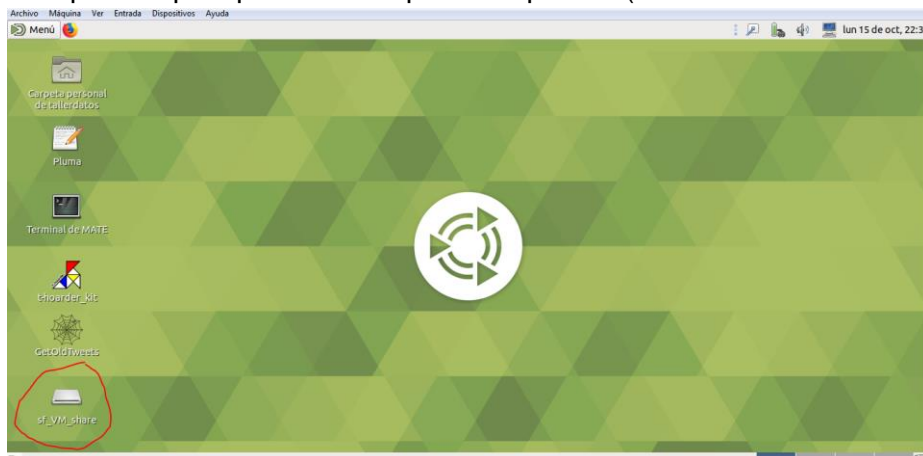 Archivo Máquina Ver Entrada Dispositivos Ayuda
Menú
lun 15 de oct, 22:3
Carpeta personal
de tallerdatos
Pluma
Terminal de MATE
t-hoarder_kit
GetOldTweets
sf_VM_share